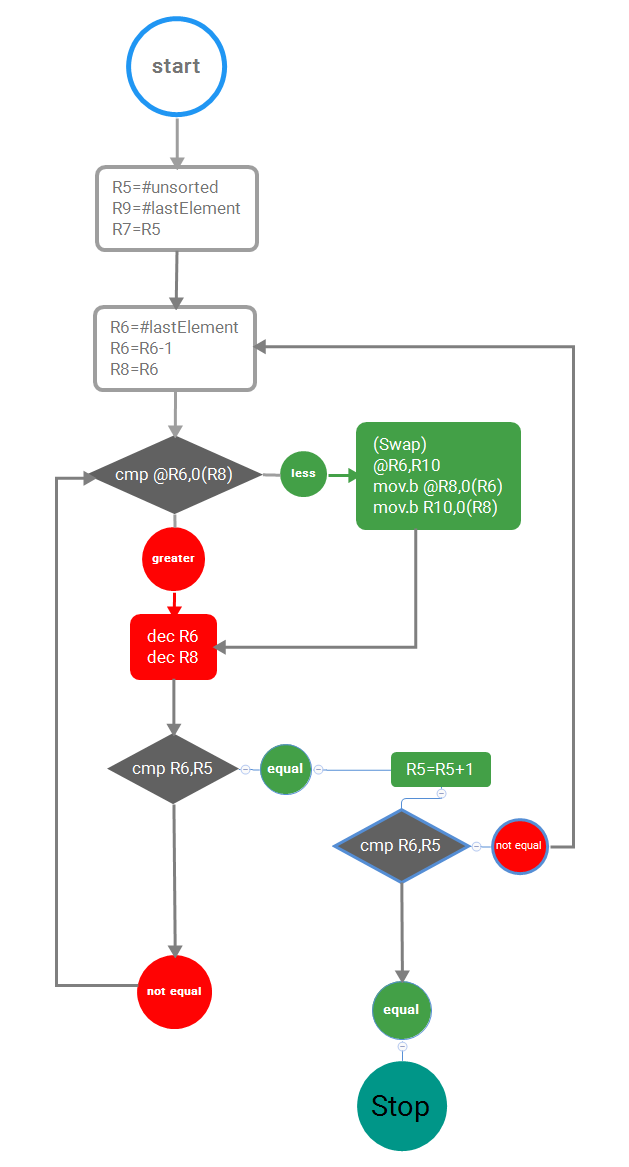 start
R5=#unsorted
R9=#lastElement
R7=R5
R6=#lastElement
R6=R6-1
R8=R6
cmp @R6,0(R8)
less
(Swap)
@R6,R10
mov.b @R8,0(R6)
mov.b R10,0(R8)
greater
dec R6
dec R8
cmp R6,R5
equal
R5=R5+1
cmp R6,R5
not equal
not equal
equal
Stop